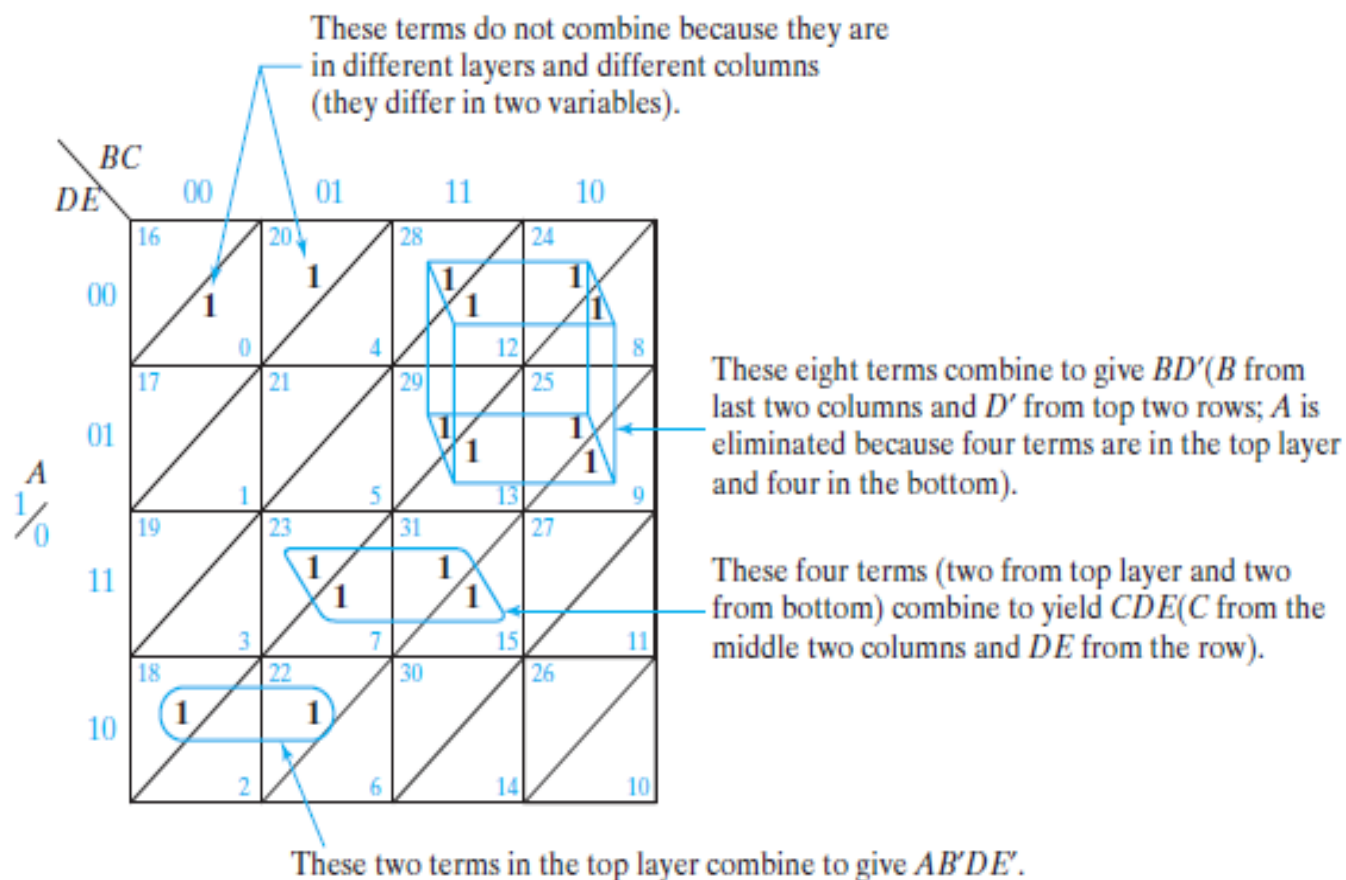 These terms do not combine because they are
in different layers and different columns
(they differ in two variables).
BC
DE
00 01 11 10
16 20 28 24
1 1 1 1
00
1 1
0 4 12 8
17 21 29 25
1 1
01
1 1
1 5 13 9
A
1
0
19 23 31 27
1 1
11
1 1
3 7 15 11
18 22 30 26
1 1
10
2 6 14 10
These eight terms combine to give BD′(B from
last two columns and D′ from top two rows; A is
eliminated because four terms are in the top layer
and four in the bottom).
These four terms (two from top layer and two
from bottom) combine to yield CDE(C from the
middle two columns and DE from the row).
These two terms in the top layer combine to give AB′DE′.